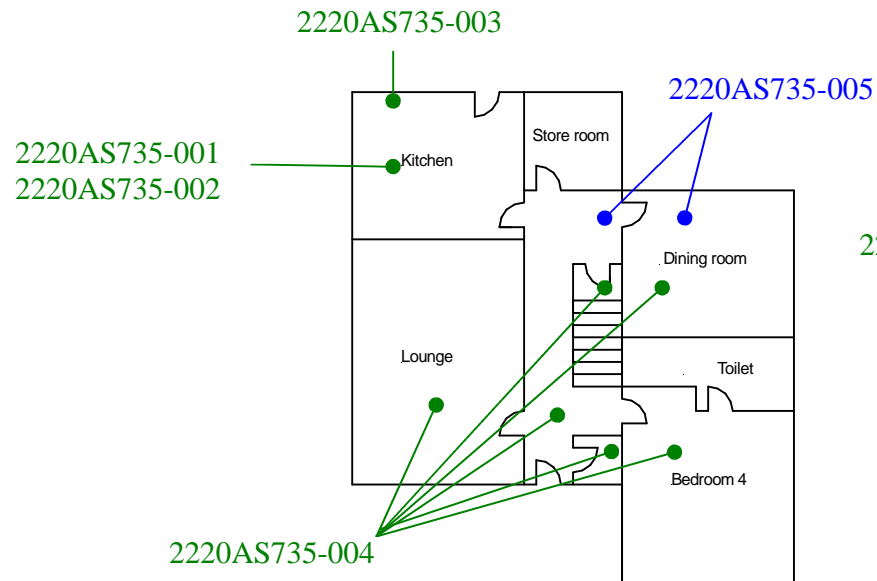 2220AS735-003
2220AS735-005
Store room
2220AS735-001
2220AS735-002
Kitchen
Dining room
Lounge
Toilet
Bedroom 4
2220AS735-004